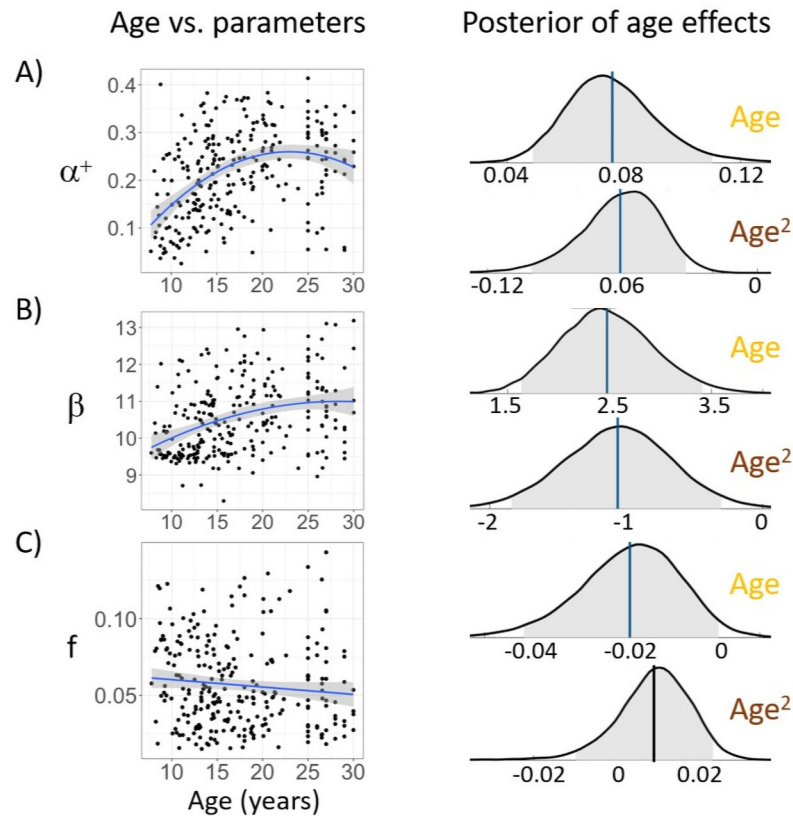 Age vs. parameters
Posterior of age effects
A)
α⁺
0.4
0.3
0.2
0.1
10 15 20 25 30
Age
0.04 0.08 0.12
Age²
-0.12 0.06 0
B)
β
13
12
11
10
9
10 15 20 25 30
Age
1.5 2.5 3.5
Age²
-2 -1 0
C)
f
0.10
0.05
10 15 20 25 30
Age (years)
Age
-0.04 -0.02 0
Age²
-0.02 0 0.02